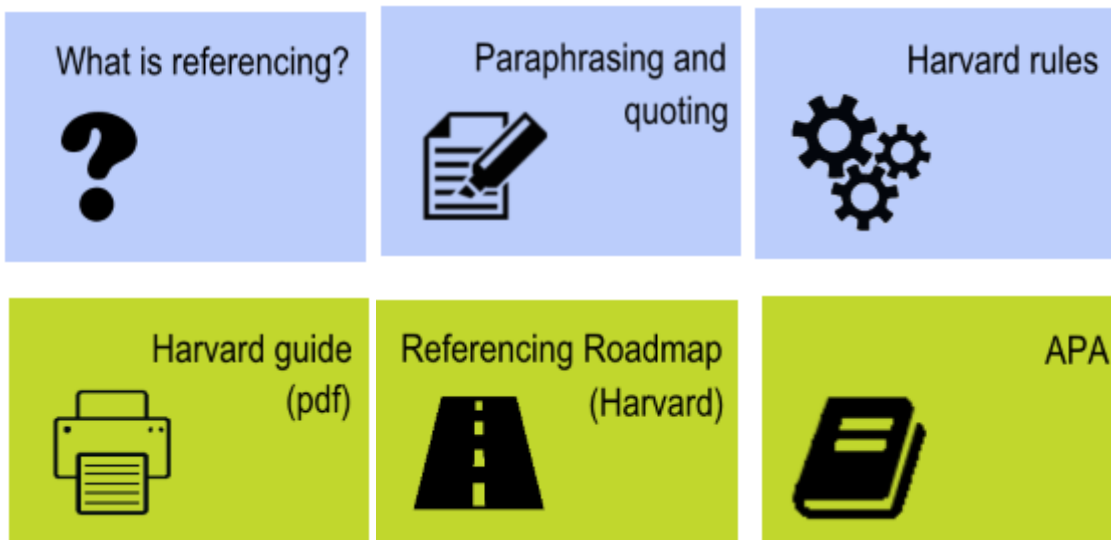 What is referencing?
Paraphrasing and
quoting
Harvard rules
Harvard guide
(pdf)
Referencing Roadmap
(Harvard)
APA